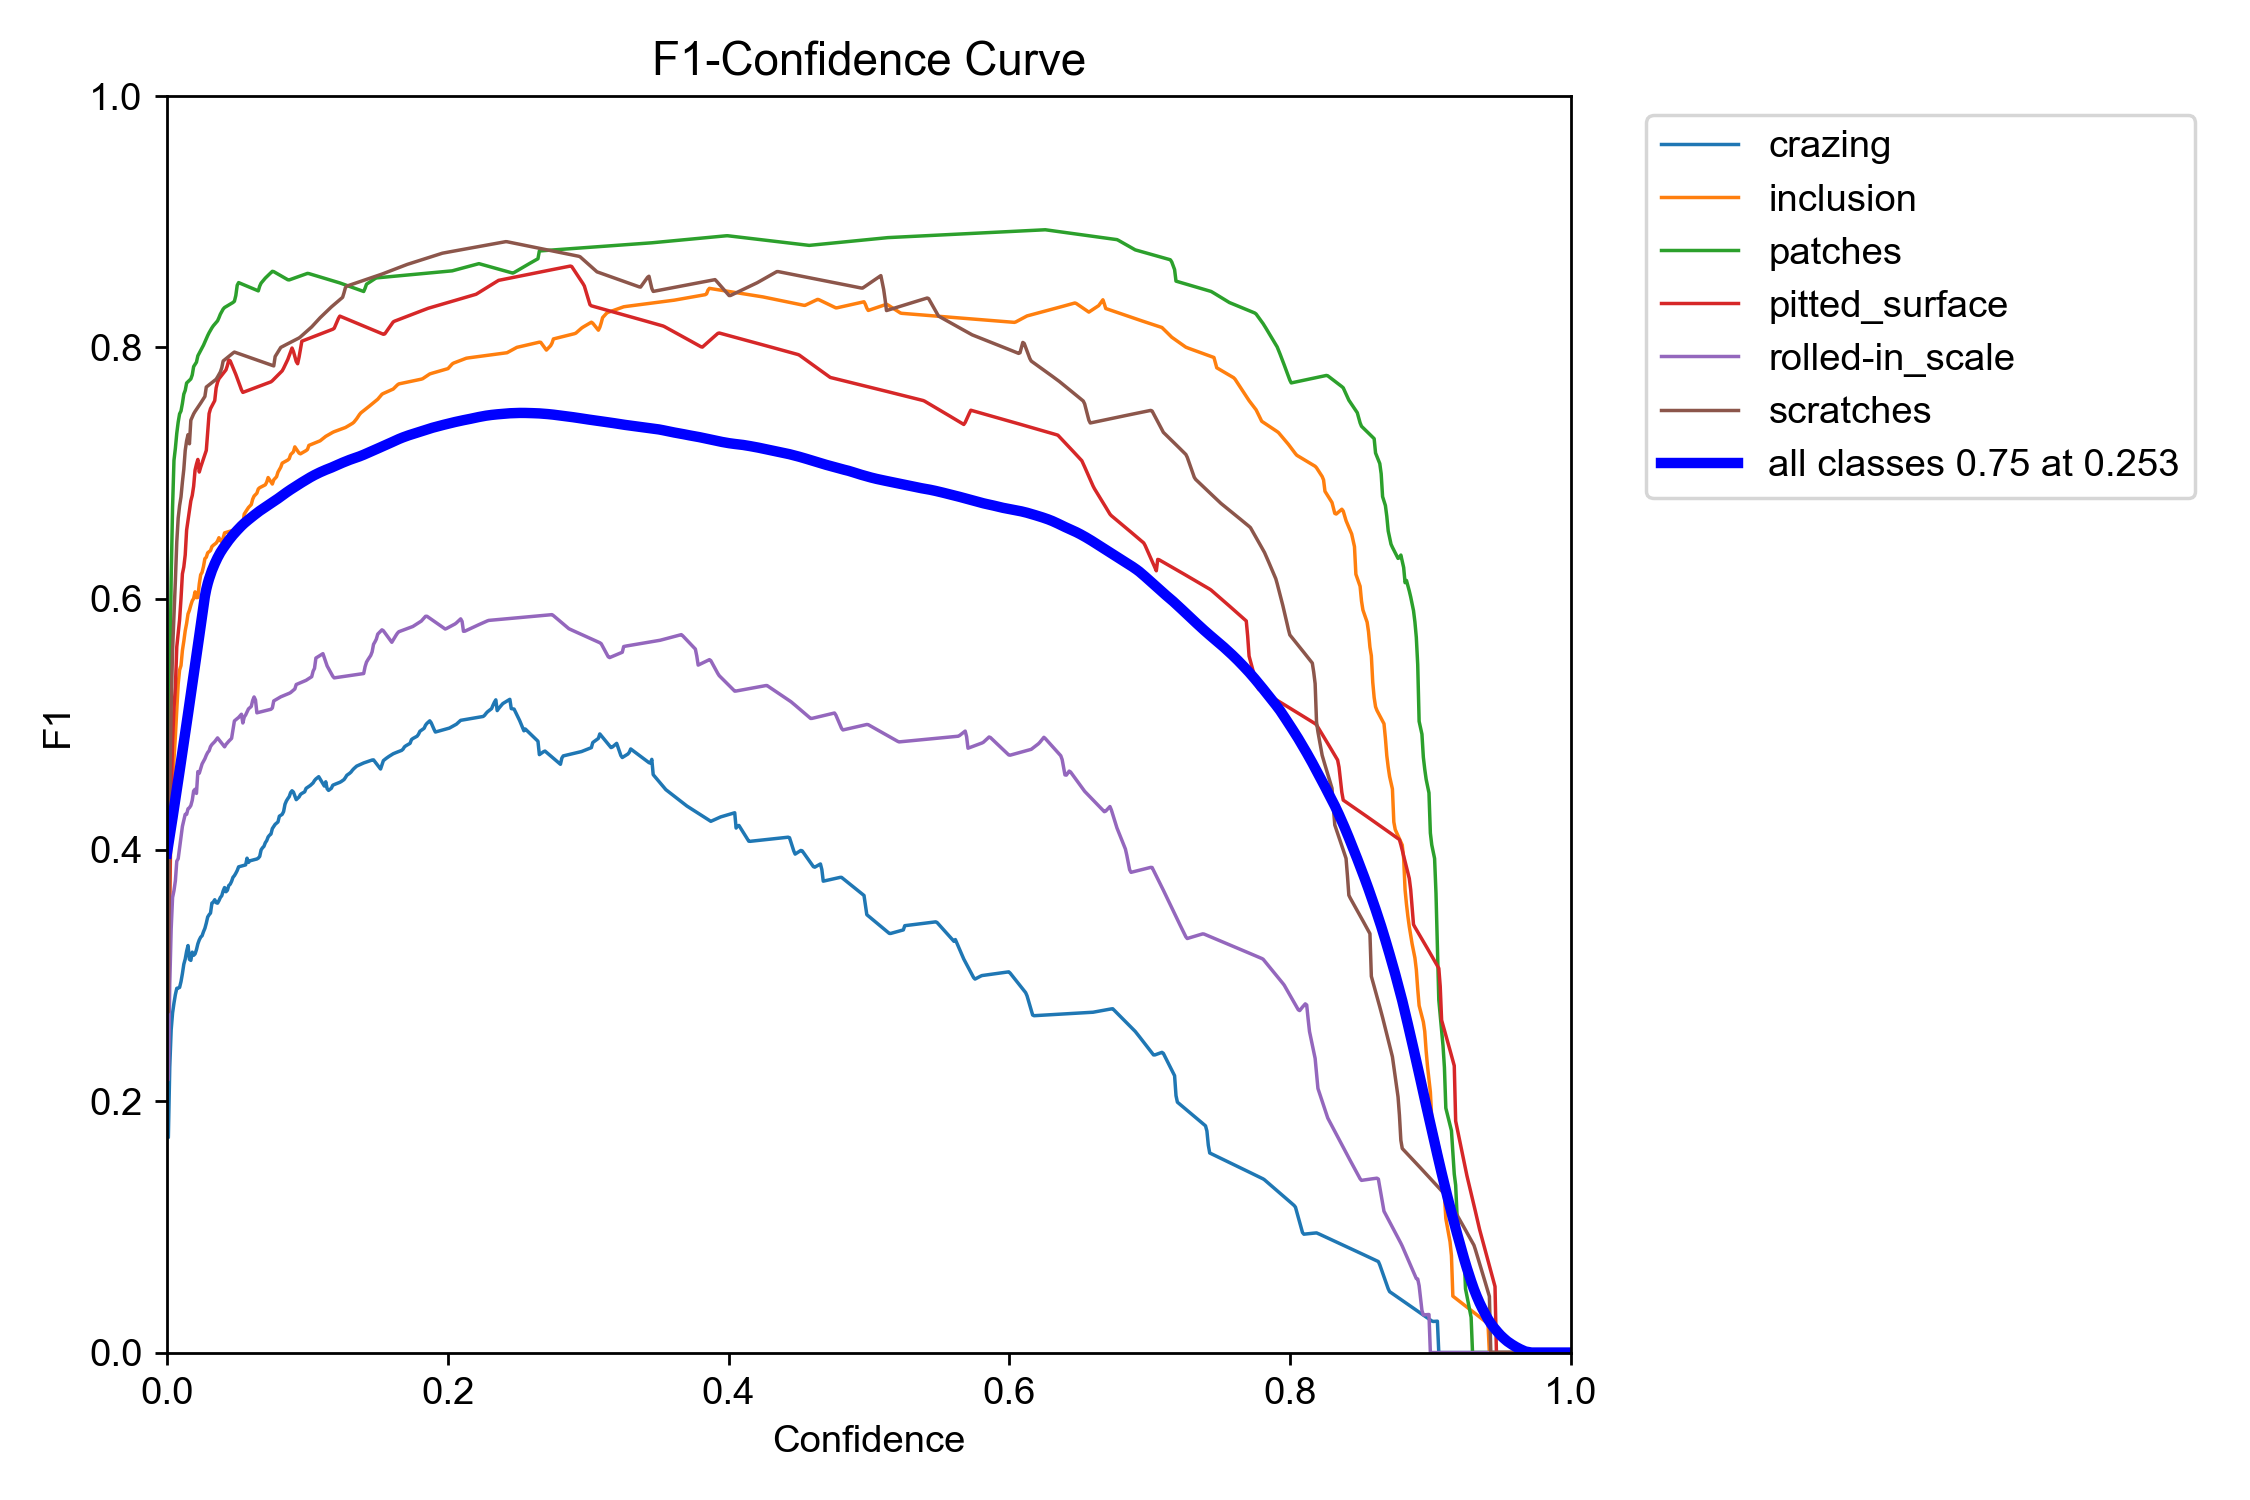 F1-Confidence Curve
1.0
0.8
0.6
0.4
0.2
0.0
F1
0.0 0.2 0.4 0.6 0.8 1.0
Confidence
crazing
inclusion
patches
pitted_surface
rolled-in_scale
scratches
all classes 0.75 at 0.253